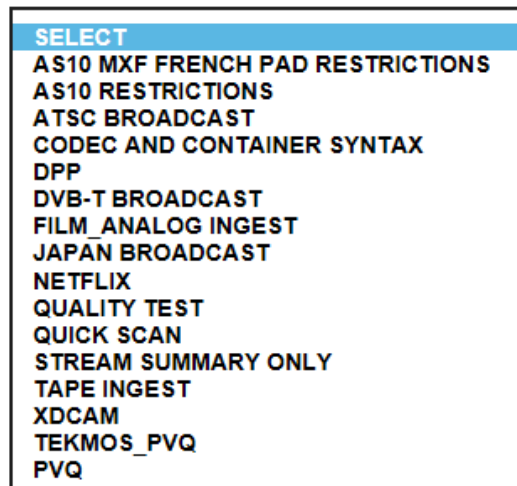 SELECT
AS10 MXF FRENCH PAD RESTRICTIONS
AS10 RESTRICTIONS
ATSC BROADCAST
CODEC AND CONTAINER SYNTAX
DPP
DVB-T BROADCAST
FILM_ANALOG INGEST
JAPAN BROADCAST
NETFLIX
QUALITY TEST
QUICK SCAN
STREAM SUMMARY ONLY
TAPE INGEST
XDCAM
TEKMOS_PVQ
PVQ